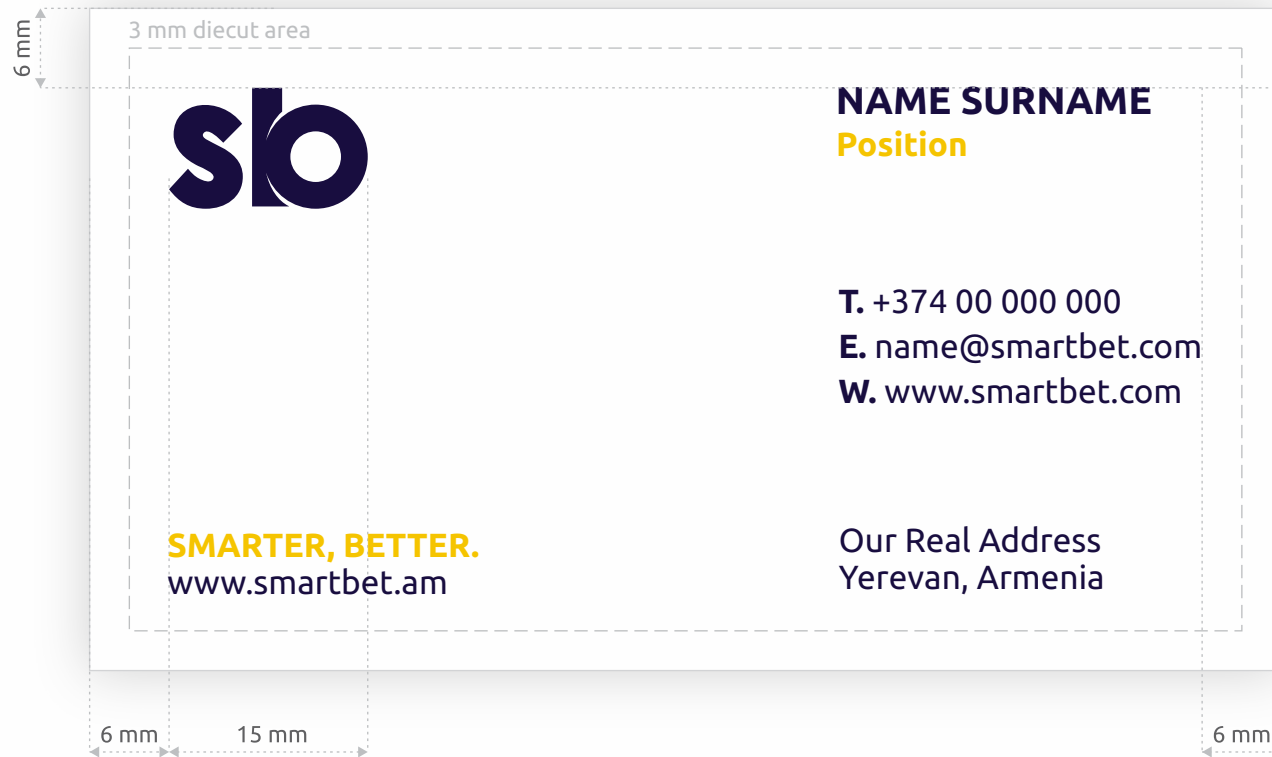 6 mm
3 mm diecut area
sb
NAME SURNAME
Position
T. +374 00 000 000
E. name@smartbet.com
W. www.smartbet.com
SMARTER, BETTER.
www.smartbet.am
Our Real Address
Yerevan, Armenia
6 mm
15 mm
6 mm